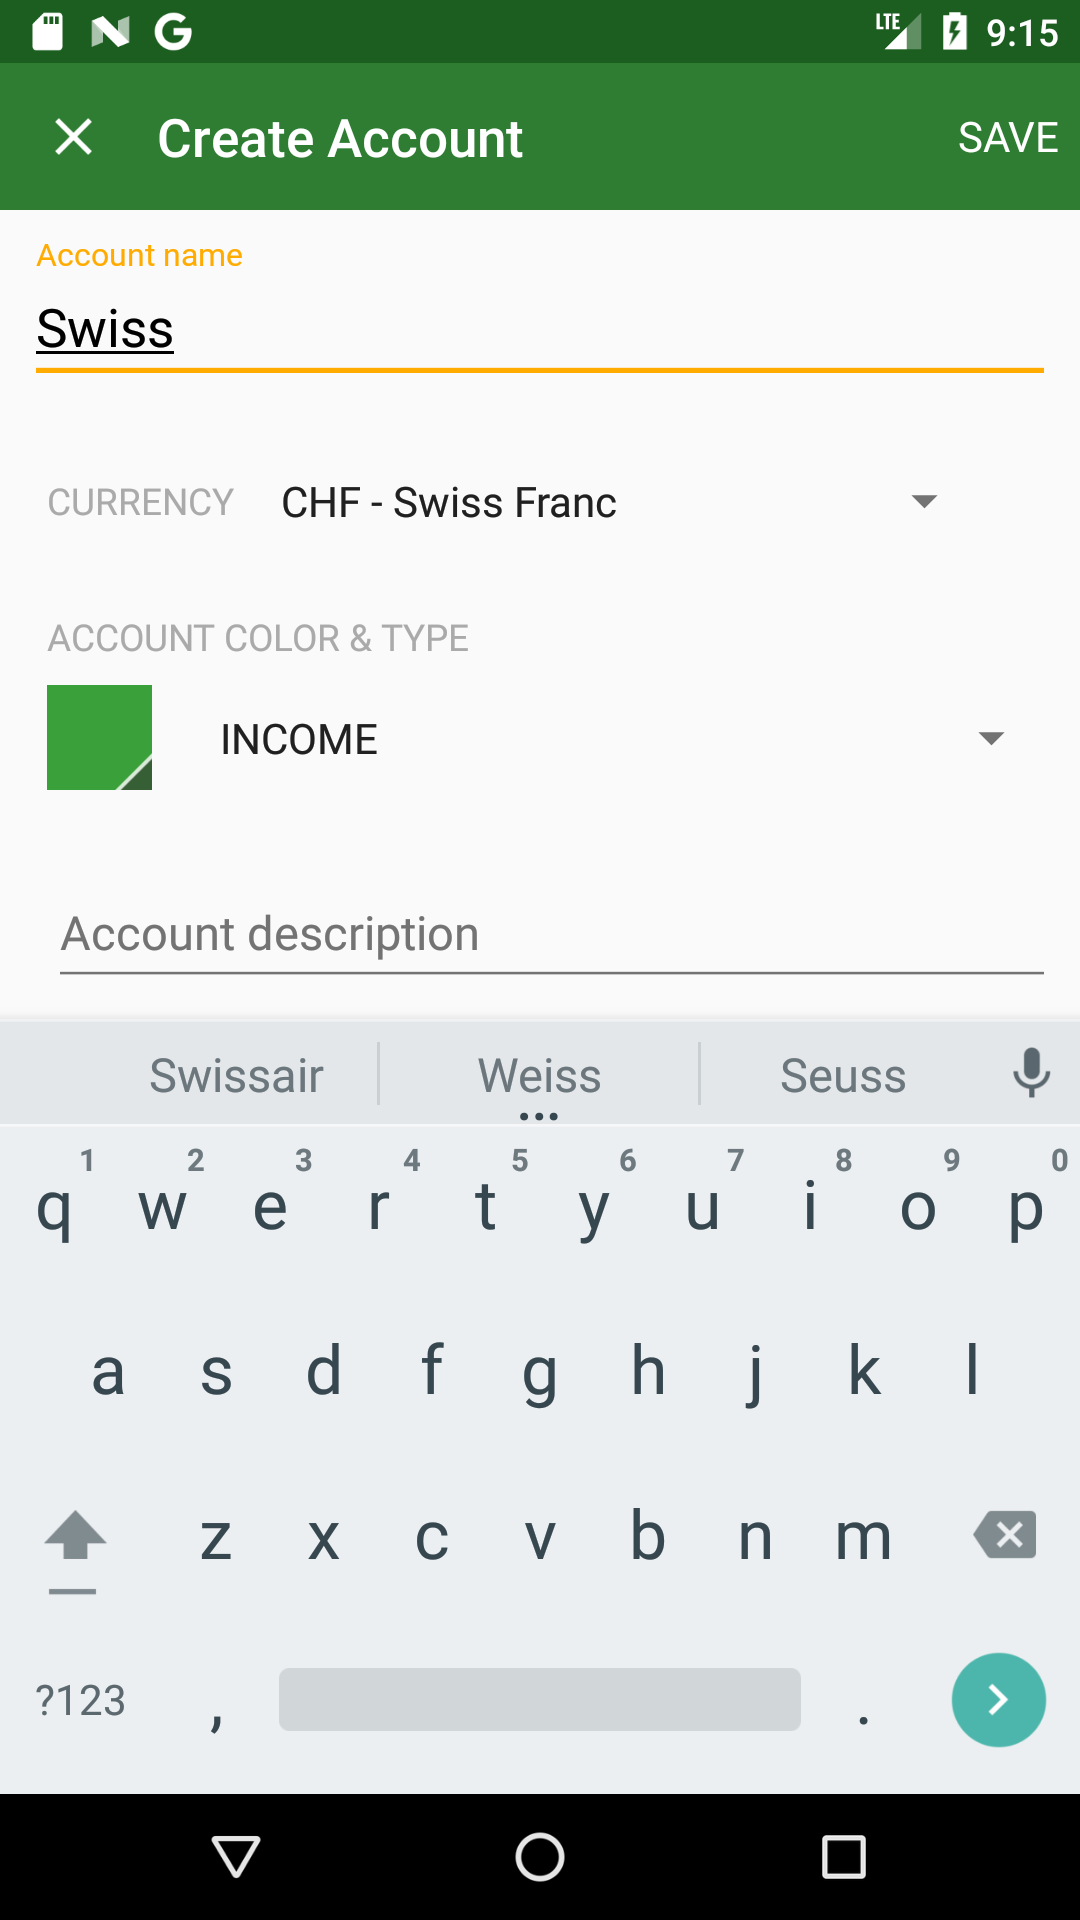 LTE 9:15
Create Account SAVE
Account name
Swiss
CURRENCY CHF - Swiss Franc
ACCOUNT COLOR & TYPE
INCOME
Account description
Swissair Weiss Seuss
1 2 3 4 5 6 7 8 9 0
q w e r t y u i o p
a s d f g h j k l
z x c v b n m
?123 , .